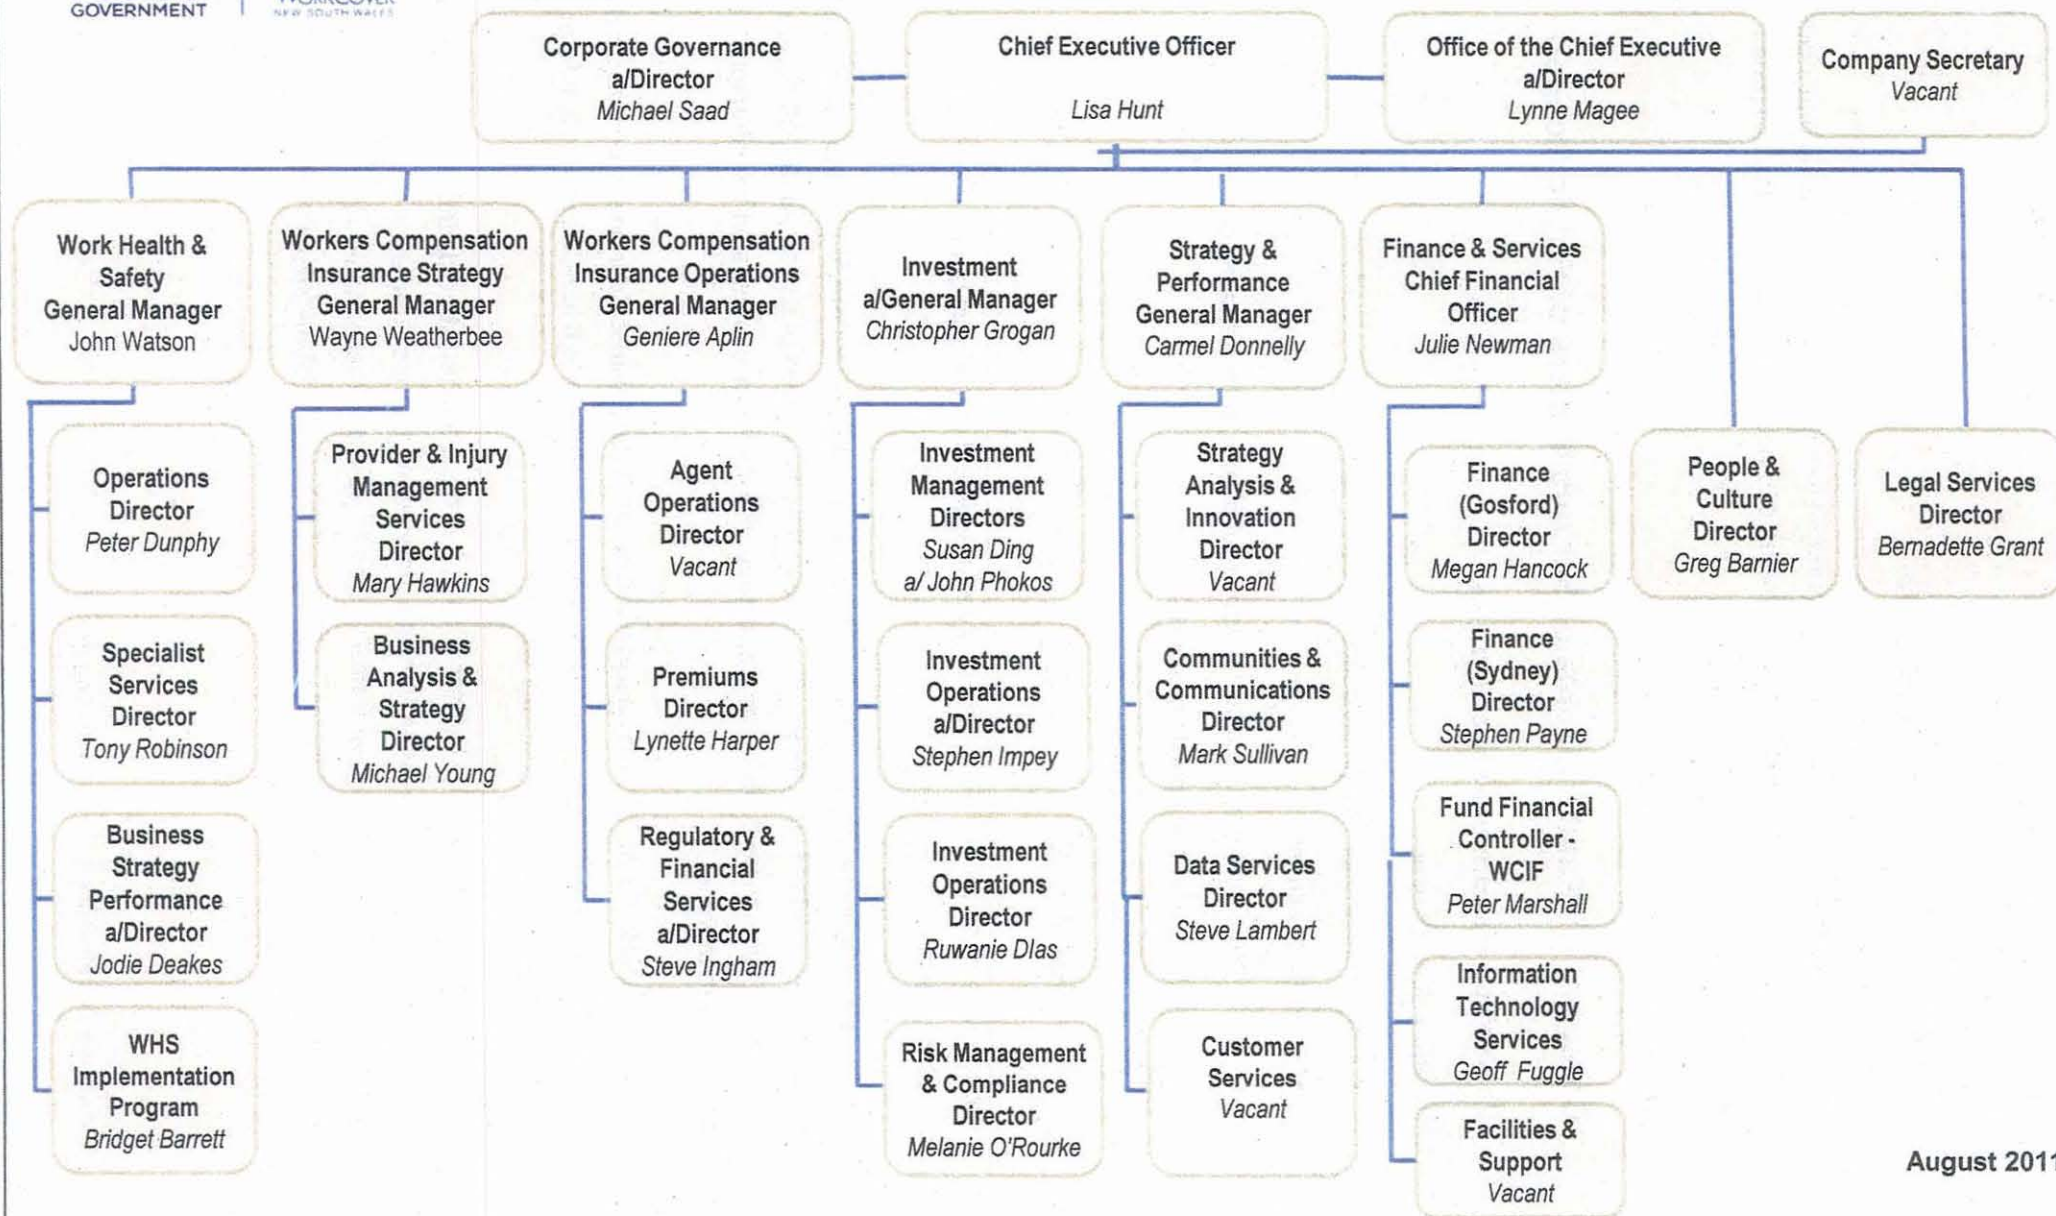 GOVERNMENT
NEW SOUTH WALES
Corporate Governance
a/Director
Michael Saad
Chief Executive Officer
Lisa Hunt
Office of the Chief Executive
a/Director
Lynne Magee
Company Secretary
Vacant
Work Health &
Safety
General Manager
John Watson
Workers Compensation
Insurance Strategy
General Manager
Wayne Weatherbee
Workers Compensation
Insurance Operations
General Manager
Geniere Aplin
Investment
a/General Manager
Christopher Grogan
Strategy &
Performance
General Manager
Carmel Donnelly
Finance & Services
Chief Financial
Officer
Julie Newman
Operations
Director
Peter Dunphy
Specialist
Services
Director
Tony Robinson
Business
Strategy
Performance
a/Director
Jodie Deakes
WHS
Implementation
Program
Bridget Barrett
Provider & Injury
Management
Services
Director
Mary Hawkins
Business
Analysis &
Strategy
Director
Michael Young
Agent
Operations
Director
Vacant
Premiums
Director
Lynette Harper
Regulatory &
Financial
Services
a/Director
Steve Ingham
Investment
Management
Directors
Susan Ding
a/ John Phokos
Investment
Operations
a/Director
Stephen Impey
Investment
Operations
Director
Ruwanie Dlas
Risk Management
& Compliance
Director
Melanie O'Rourke
Strategy
Analysis &
Innovation
Director
Vacant
Communities &
Communications
Director
Mark Sullivan
Data Services
Director
Steve Lambert
Customer
Services
Vacant
Finance
(Gosford)
Director
Megan Hancock
Finance
(Sydney)
Director
Stephen Payne
Fund Financial
Controller -
WCIF
Peter Marshall
Information
Technology
Services
Geoff Fuggle
Facilities &
Support
Vacant
People &
Culture
Director
Greg Barnier
Legal Services
Director
Bernadette Grant
August 2011